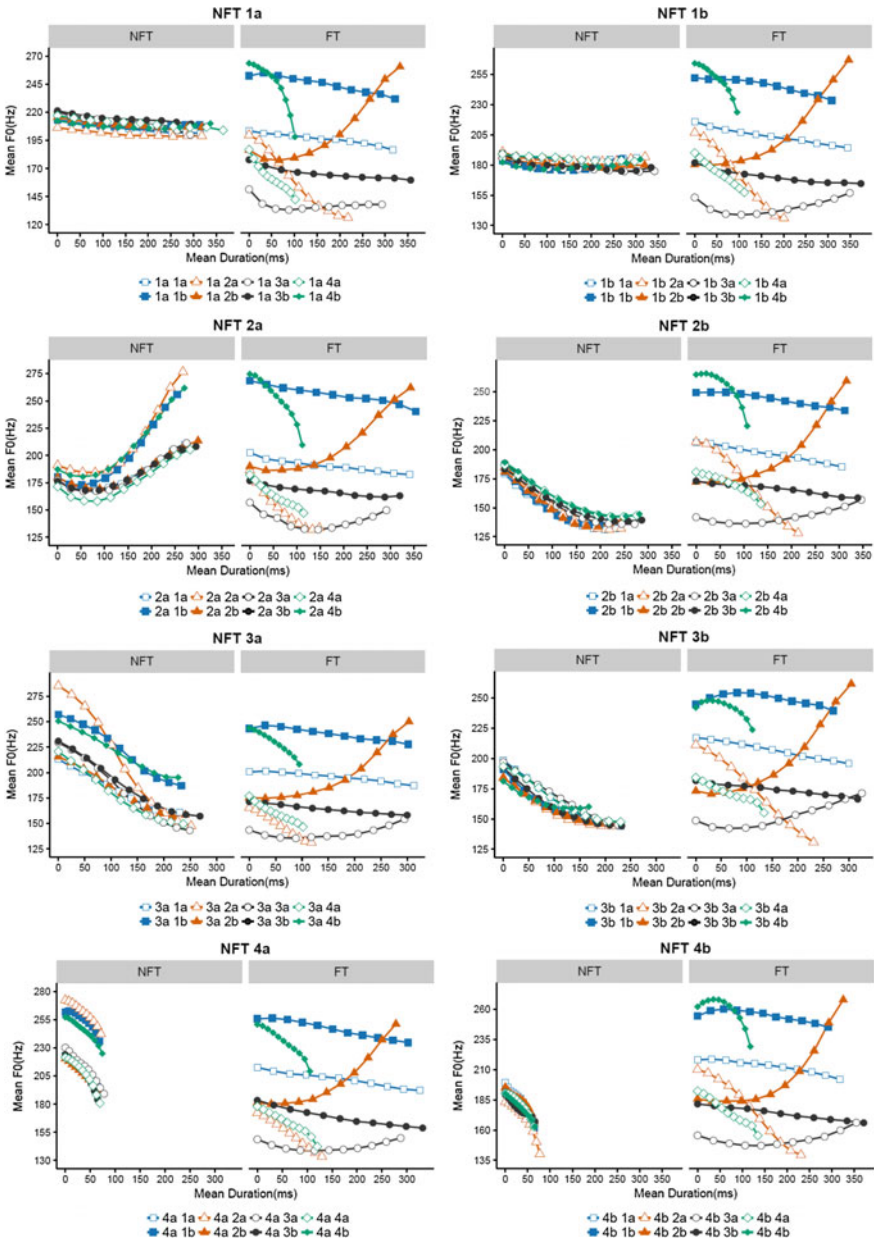 NFT 1a
NFT FT
Mean F0(Hz)
270
245
220
195
170
145
120
0 50 100 150 200 250 300 350 0 50 100 150 200 250 300 350
Mean Duration(ms)
1a 1a 1a 2a 1a 3a 1a 4a
1a 1b 1a 2b 1a 3b 1a 4b
NFT 1b
NFT FT
Mean F0(Hz)
255
230
205
180
155
130
0 50 100 150 200 250 300 350 0 50 100 150 200 250 300 350
Mean Duration(ms)
1b 1a 1b 2a 1b 3a 1b 4a
1b 1b 1b 2b 1b 3b 1b 4b
NFT 2a
NFT FT
Mean F0(Hz)
275
250
225
200
175
150
125
0 50 100 150 200 250 300 350 0 50 100 150 200 250 300 350
Mean Duration(ms)
2a 1a 2a 2a 2a 3a 2a 4a
2a 1b 2a 2b 2a 3b 2a 4b
NFT 2b
NFT FT
Mean F0(Hz)
250
225
200
175
150
125
0 50 100 150 200 250 300 350 0 50 100 150 200 250 300 350
Mean Duration(ms)
2b 1a 2b 2a 2b 3a 2b 4a
2b 1b 2b 2b 2b 3b 2b 4b
NFT 3a
NFT FT
Mean F0(Hz)
275
250
225
200
175
150
125
0 50 100 150 200 250 300 0 50 100 150 200 250 300
Mean Duration(ms)
3a 1a 3a 2a 3a 3a 3a 4a
3a 1b 3a 2b 3a 3b 3a 4b
NFT 3b
NFT FT
Mean F0(Hz)
250
225
200
175
150
125
0 50 100 150 200 250 300 0 50 100 150 200 250 300
Mean Duration(ms)
3b 1a 3b 2a 3b 3a 3b 4a
3b 1b 3b 2b 3b 3b 3b 4b
NFT 4a
NFT FT
Mean F0(Hz)
280
255
230
205
180
155
130
0 50 100 150 200 250 300 0 50 100 150 200 250 300
Mean Duration(ms)
4a 1a 4a 2a 4a 3a 4a 4a
4a 1b 4a 2b 4a 3b 4a 4b
NFT 4b
NFT FT
Mean F0(Hz)
260
235
210
185
160
135
0 50 100 150 200 250 300 350 0 50 100 150 200 250 300 350
Mean Duration(ms)
4b 1a 4b 2a 4b 3a 4b 4a
4b 1b 4b 2b 4b 3b 4b 4b